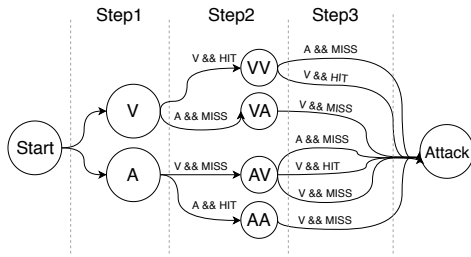 Step1
Step2
Step3
Start
V
A
V && HIT
A && MISS
V && MISS
A && HIT
VV
VA
AV
AA
A && MISS
V && HIT
V && MISS
A && MISS
V && HIT
V && MISS
V && MISS
Attack